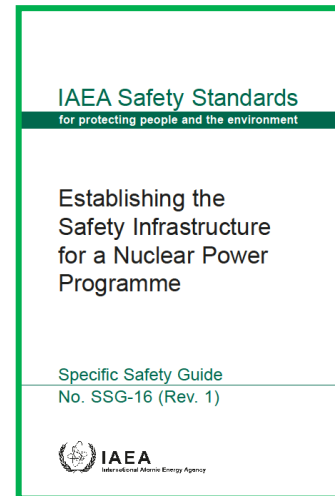 IAEA Safety Standards
for protecting people and the environment
Establishing the
Safety Infrastructure
for a Nuclear Power
Programme
Specific Safety Guide
No. SSG-16 (Rev. 1)
IAEA
International Atomic Energy Agency